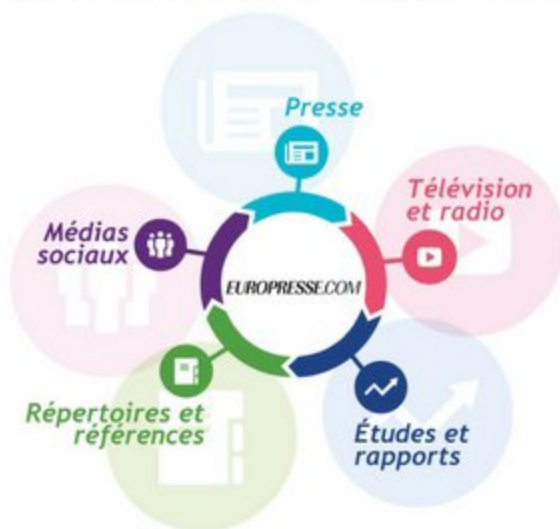 Presse
Télévision
et radio
Médias
sociaux
EUROPRESSE.COM
Répertoires et
références
Études et
rapports